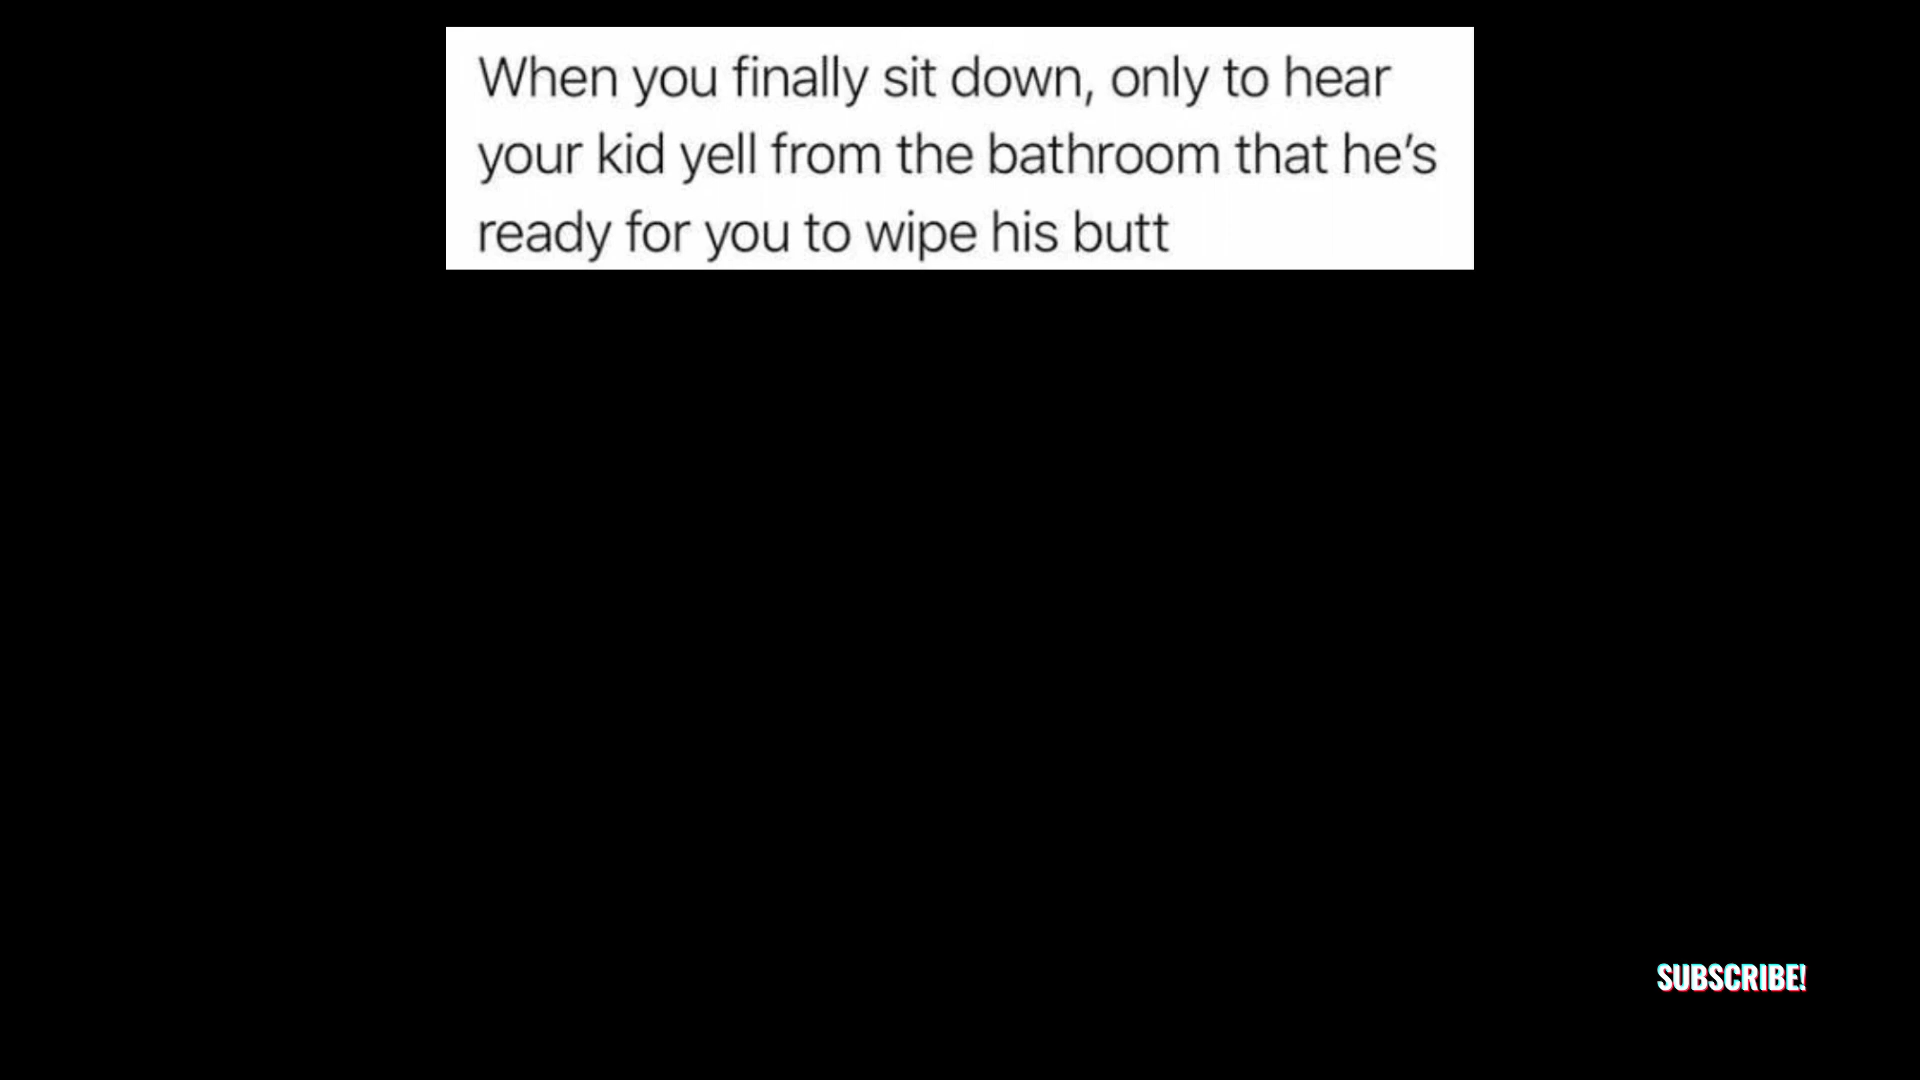 When you finally sit down, only to hear
your kid yell from the bathroom that he’s
ready for you to wipe his butt
SUBSCRIBE!